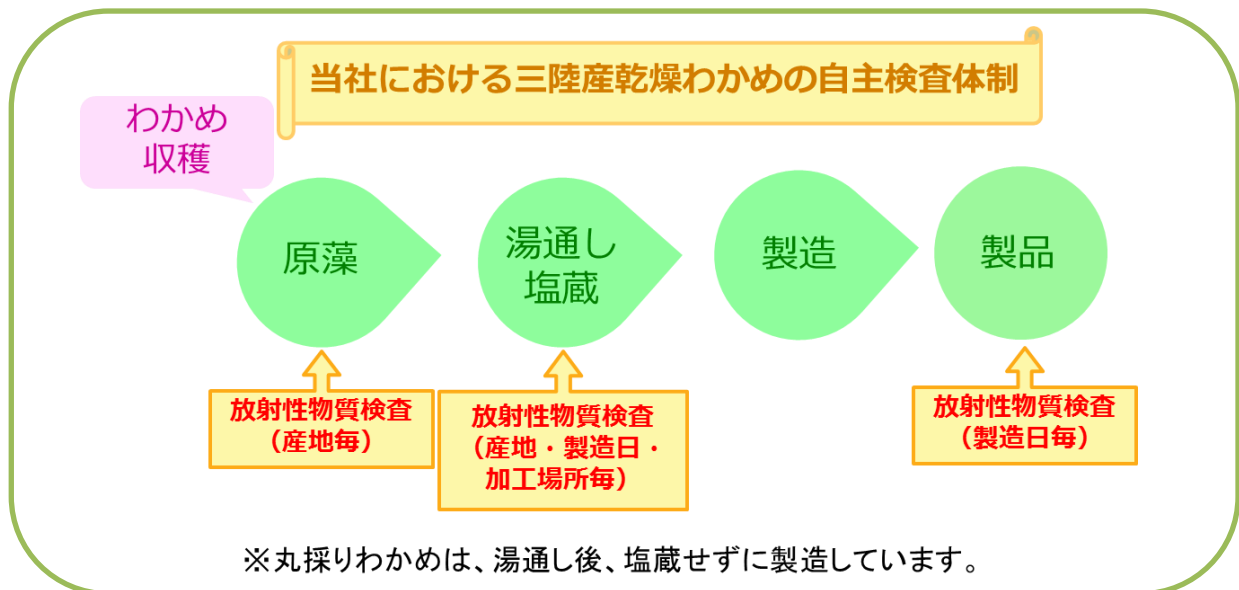 当社における三陸産乾燥わかめの自主検査体制
わかめ
収穫
原藻
湯通し
塩蔵
製造
製品
放射性物質検査
（産地毎）
放射性物質検査
（産地・製造日・
加工場所毎）
放射性物質検査
（製造日毎）
※丸採りわかめは、湯通し後、塩蔵せずに製造しています。